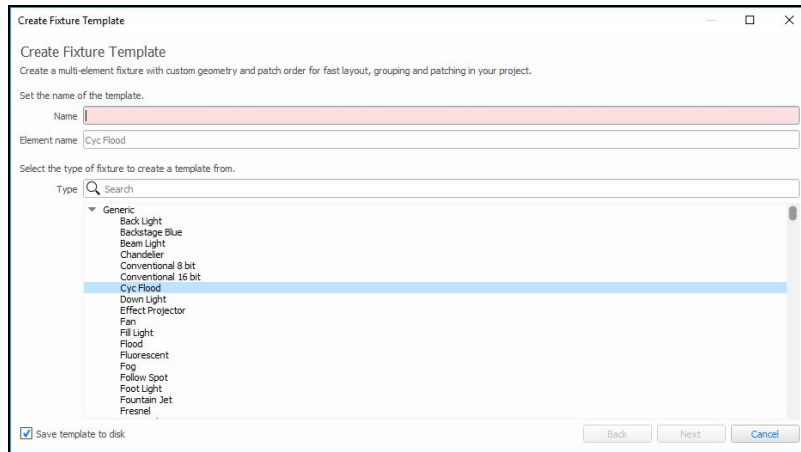 Create Fixture Template
Create Fixture Template
Create a multi-element fixture with custom geometry and patch order for fast layout, grouping and patching in your project.
Set the name of the template.
Name
Element name Cyc Flood
Select the type of fixture to create a template from.
Type Search
Generic
Back Light
Backstage Blue
Beam Light
Chandelier
Conventional 8 bit
Conventional 16 bit
Cyc Flood
Down Light
Effect Projector
Fan
Fill Light
Flood
Fluorescent
Fog
Follow Spot
Foot Light
Fountain Jet
Fresnel
Save template to disk Back Next Cancel